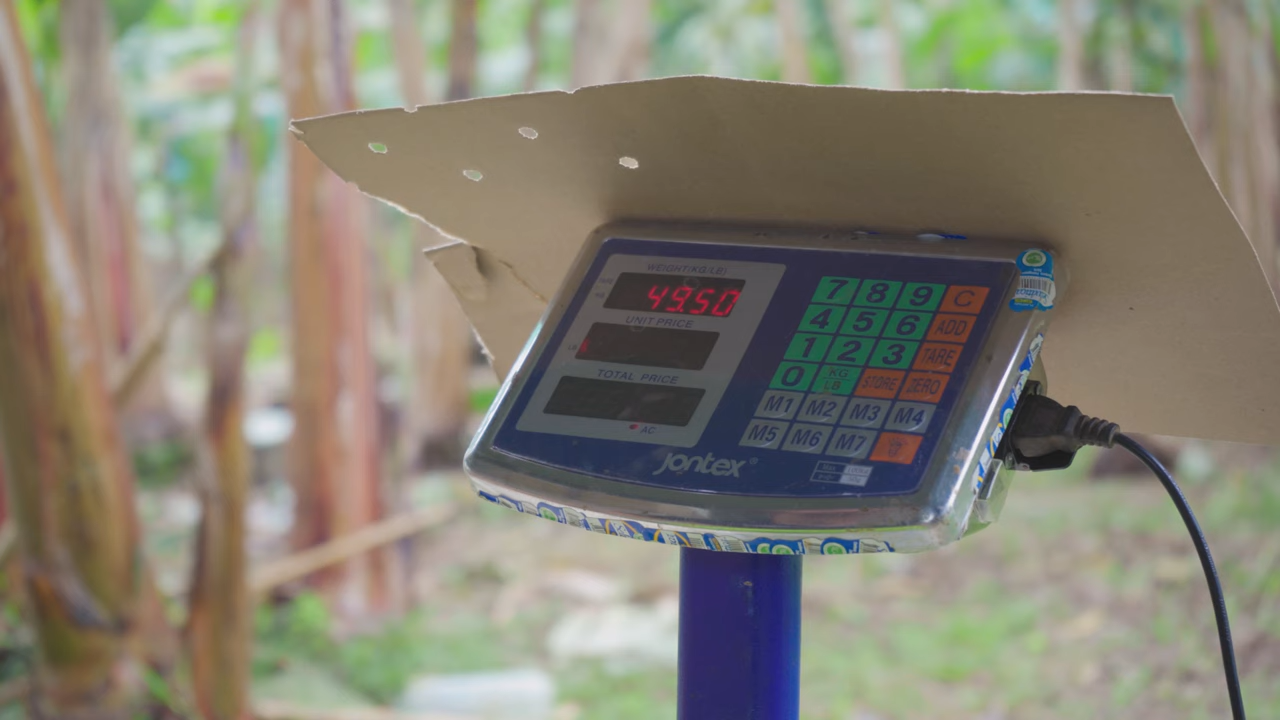 WEIGHT(KG/LB)
49.50
UNIT PRICE
TOTAL PRICE
AC
7 8 9 C
4 5 6 ADD
1 2 3 TARE
0 KG LB STORE ZERO
M1 M2 M3 M4
M5 M6 M7
jontex®